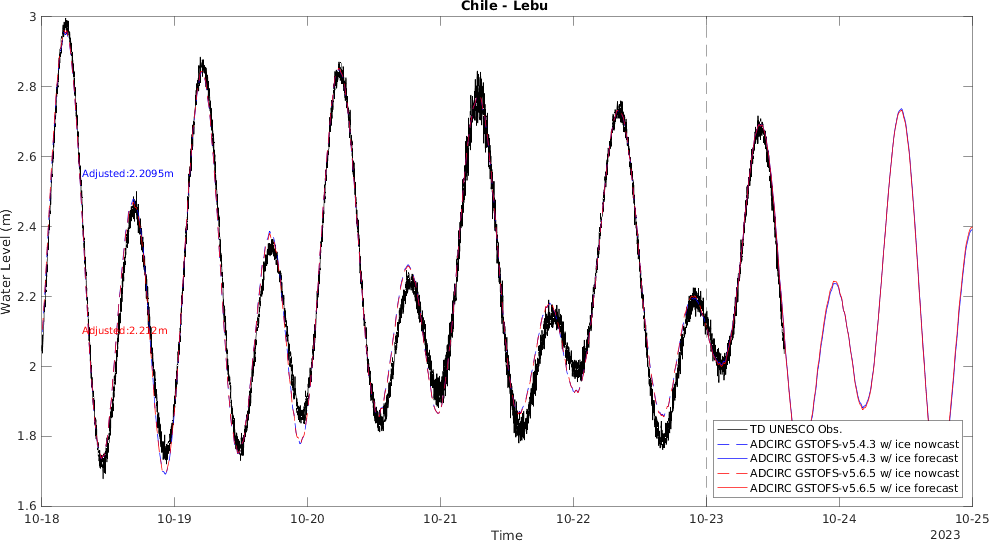 Chile - Lebu
3
2.8
2.6
2.4
2.2
2
1.8
1.6
Water Level (m)
Adjusted:2.2095m
Adjusted:2.212m
TD UNESCO Obs.
ADCIRC GSTOFS-v5.4.3 w/ ice nowcast
ADCIRC GSTOFS-v5.4.3 w/ ice forecast
ADCIRC GSTOFS-v5.6.5 w/ ice nowcast
ADCIRC GSTOFS-v5.6.5 w/ ice forecast
10-18 10-19 10-20 10-21 10-22 10-23 10-24 10-25
Time
2023